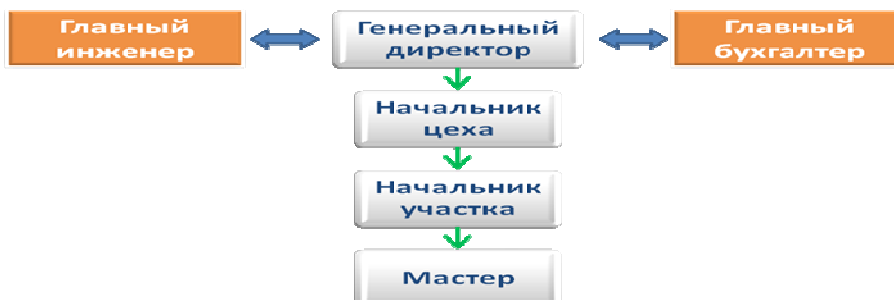 Главный
инженер
Генеральный
директор
Главный
бухгалтер
Начальник
цеха
Начальник
участка
Мастер